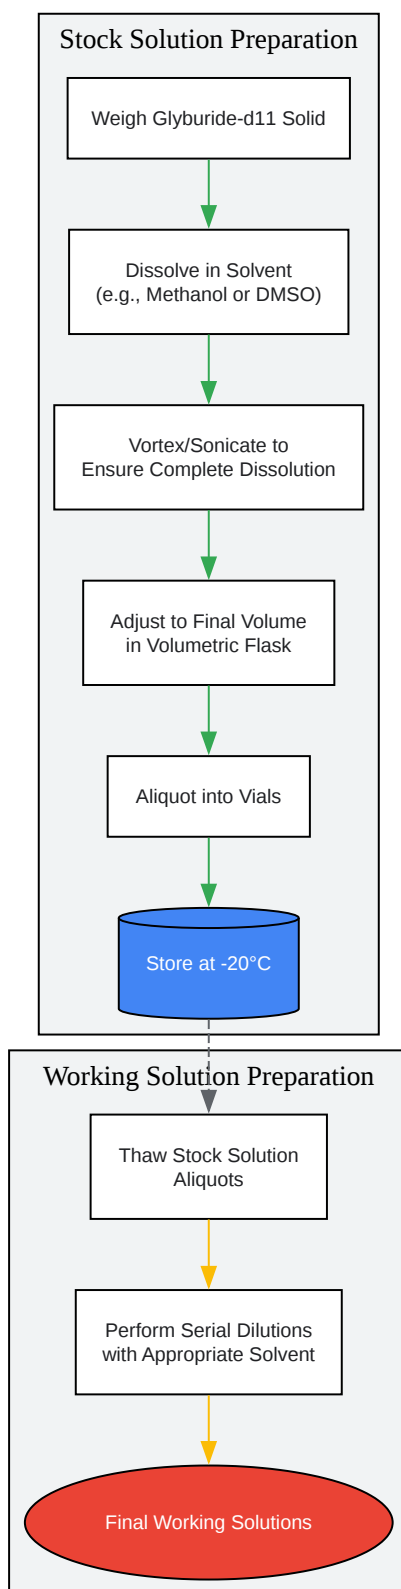 Stock Solution Preparation
Weigh Glyburide-d11 Solid
Dissolve in Solvent
(e.g., Methanol or DMSO)
Vortex/Sonicate to
Ensure Complete Dissolution
Adjust to Final Volume
in Volumetric Flask
Aliquot into Vials
Store at -20°C
Working Solution Preparation
Thaw Stock Solution
Aliquots
Perform Serial Dilutions
with Appropriate Solvent
Final Working Solutions